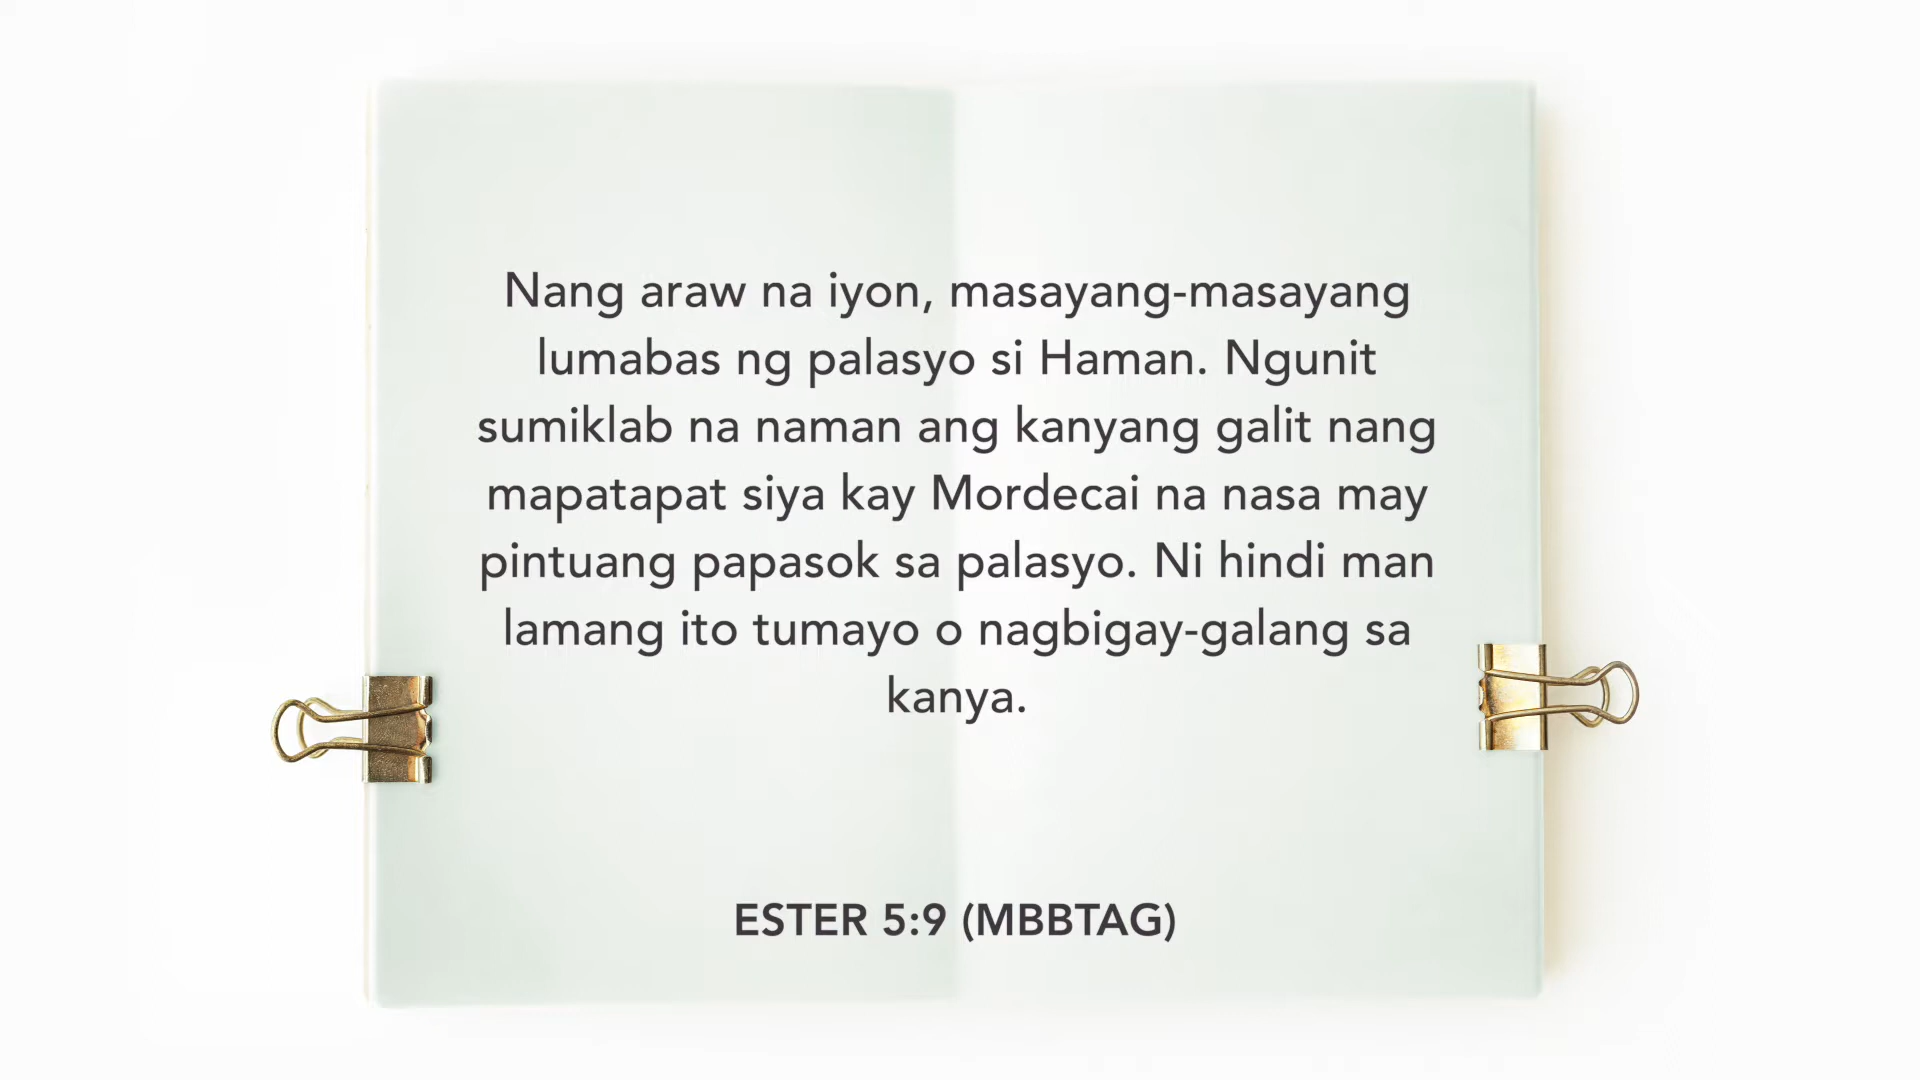 Nang araw na iyon, masayang-masayang
lumabas ng palasyo si Haman. Ngunit
sumiklab na naman ang kanyang galit nang
mapatapat siya kay Mordecai na nasa may
pintuang papasok sa palasyo. Ni hindi man
lamang ito tumayo o nagbigay-galang sa
kanya.
ESTER 5:9 (MBBTAG)